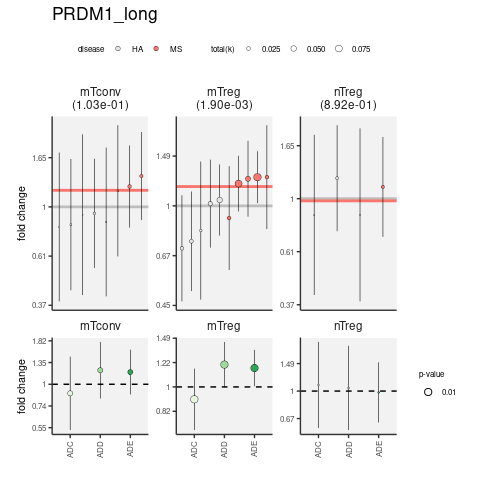 PRDM1_long
disease HA MS total(k) 0.025 0.050 0.075
mTconv mTreg nTreg
(1.03e-01) (1.90e-03) (8.92e-01)
fold change
1.65
1
0.61
0.37
1.49
1
0.67
0.45
1.65
1
0.61
0.37
mTconv mTreg nTreg
fold change
1.82
1.35
1
0.74
0.55
1.49
1.22
1
0.82
1.49
1
0.67
ADC ADD ADE ADC ADD ADE ADC ADD ADE
p-value
0.01